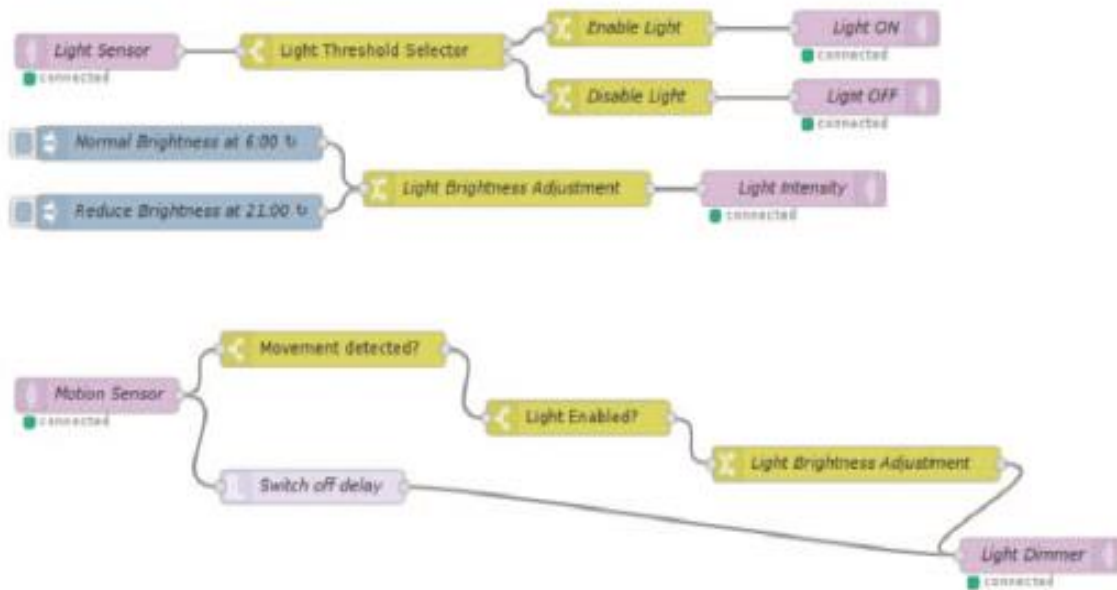 Light Sensor
connected
Light Threshold Selector
Enable Light
Light ON
connected
Disable Light
Light OFF
connected
Normal Brightness at 6:00 ↻
Reduce Brightness at 21:00 ↻
Light Brightness Adjustment
Light Intensity
connected
Movement detected?
Motion Sensor
connected
Light Enabled?
Light Brightness Adjustment
Switch off delay
Light Dimmer
connected